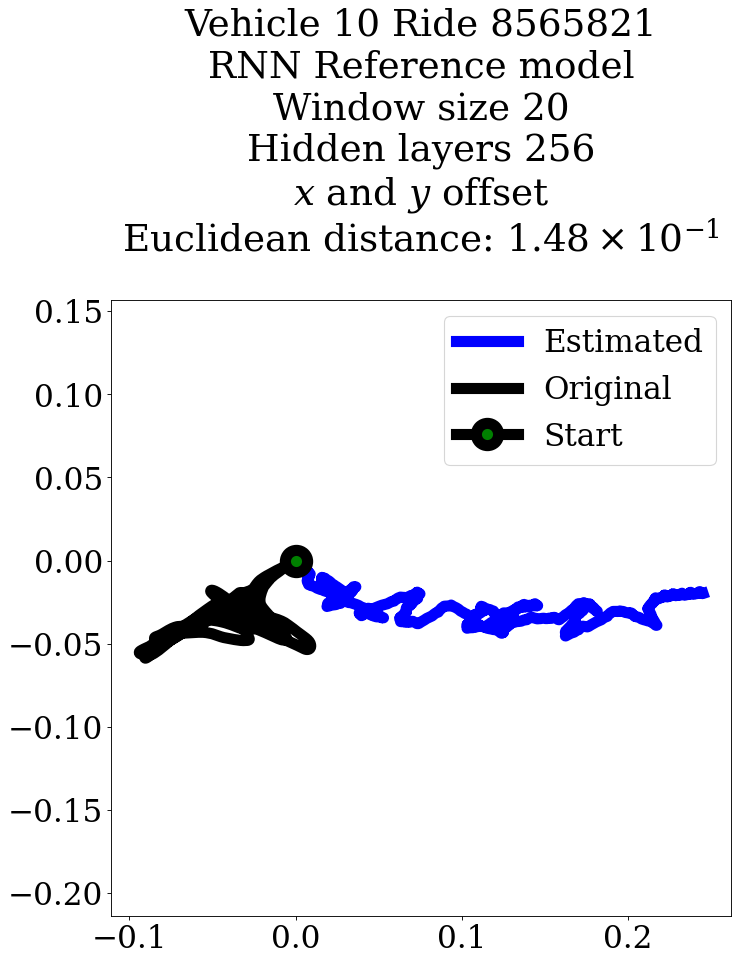 Vehicle 10 Ride 8565821
RNN Reference model
Window size 20
Hidden layers 256
x and y offset
Euclidean distance: 1.48 × 10⁻¹
Estimated
Original
Start
0.15
0.10
0.05
0.00
−0.05
−0.10
−0.15
−0.20
−0.1 0.0 0.1 0.2